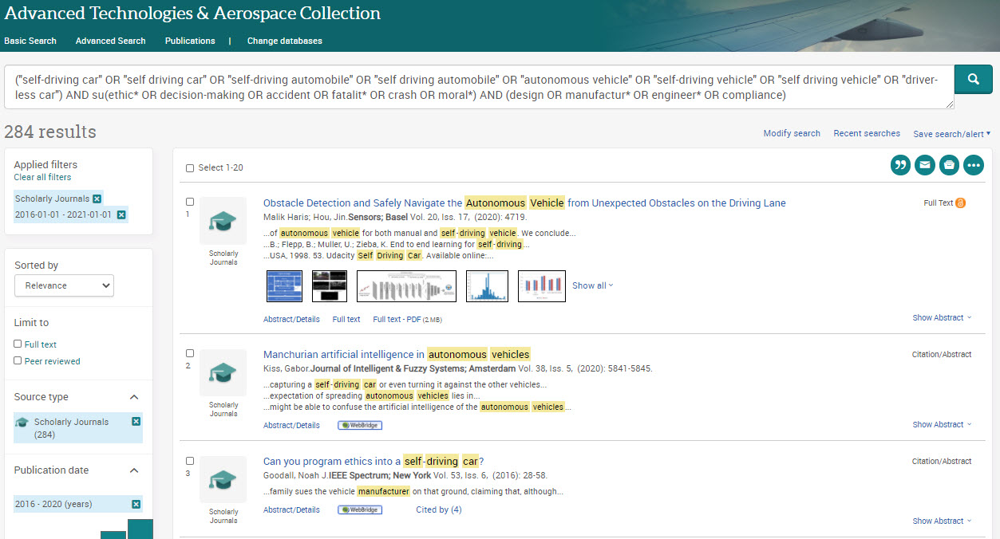 Advanced Technologies & Aerospace Collection
Basic Search Advanced Search Publications | Change databases
("self-driving car" OR "self driving car" OR "self-driving automobile" OR "self driving automobile" OR "autonomous vehicle" OR "self-driving vehicle" OR "self driving vehicle" OR "driver-
less car") AND su(ethic* OR decision-making OR accident OR fatalit* OR crash OR moral*) AND (design OR manufactur* OR engineer* OR compliance)
284 results
Modify search Recent searches Save search/alert
Applied filters
Clear all filters
Scholarly Journals
2016-01-01 - 2021-01-01
Sorted by
Relevance
Limit to
Full text
Peer reviewed
Source type
Scholarly Journals
(284)
Publication date
2016 - 2020 (years)
Select 1-20
1
Scholarly
Journals
Obstacle Detection and Safely Navigate the Autonomous Vehicle from Unexpected Obstacles on the Driving Lane
Full Text
Malik Haris; Hou, Jin.Sensors; Basel Vol. 20, Iss. 17, (2020): 4719.
...of autonomous vehicle for both manual and self-driving vehicle. We conclude...
...B.; Flepp, B.; Muller, U.; Zieba, K. End to end learning for self-driving...
...USA, 1998. 53. Udacity Self Driving Car. Available online:...
Show all
Abstract/Details Full text Full text - PDF (2 MB)
Show Abstract
2
Scholarly
Journals
Manchurian artificial intelligence in autonomous vehicles
Citation/Abstract
Kiss, Gabor.Journal of Intelligent & Fuzzy Systems; Amsterdam Vol. 38, Iss. 5, (2020): 5841-5845.
...capturing a self-driving car or even turning it against the other vehicles...
...expectation of spreading autonomous vehicles lies in...
...might be able to confuse the artificial intelligence of the autonomous vehicles...
Abstract/Details WebBridge
Show Abstract
3
Scholarly
Journals
Can you program ethics into a self-driving car?
Citation/Abstract
Goodall, Noah J.IEEE Spectrum; New York Vol. 53, Iss. 6, (2016): 28-58.
...family sues the vehicle manufacturer on that ground, claiming that, although...
Abstract/Details WebBridge Cited by (4)
Show Abstract